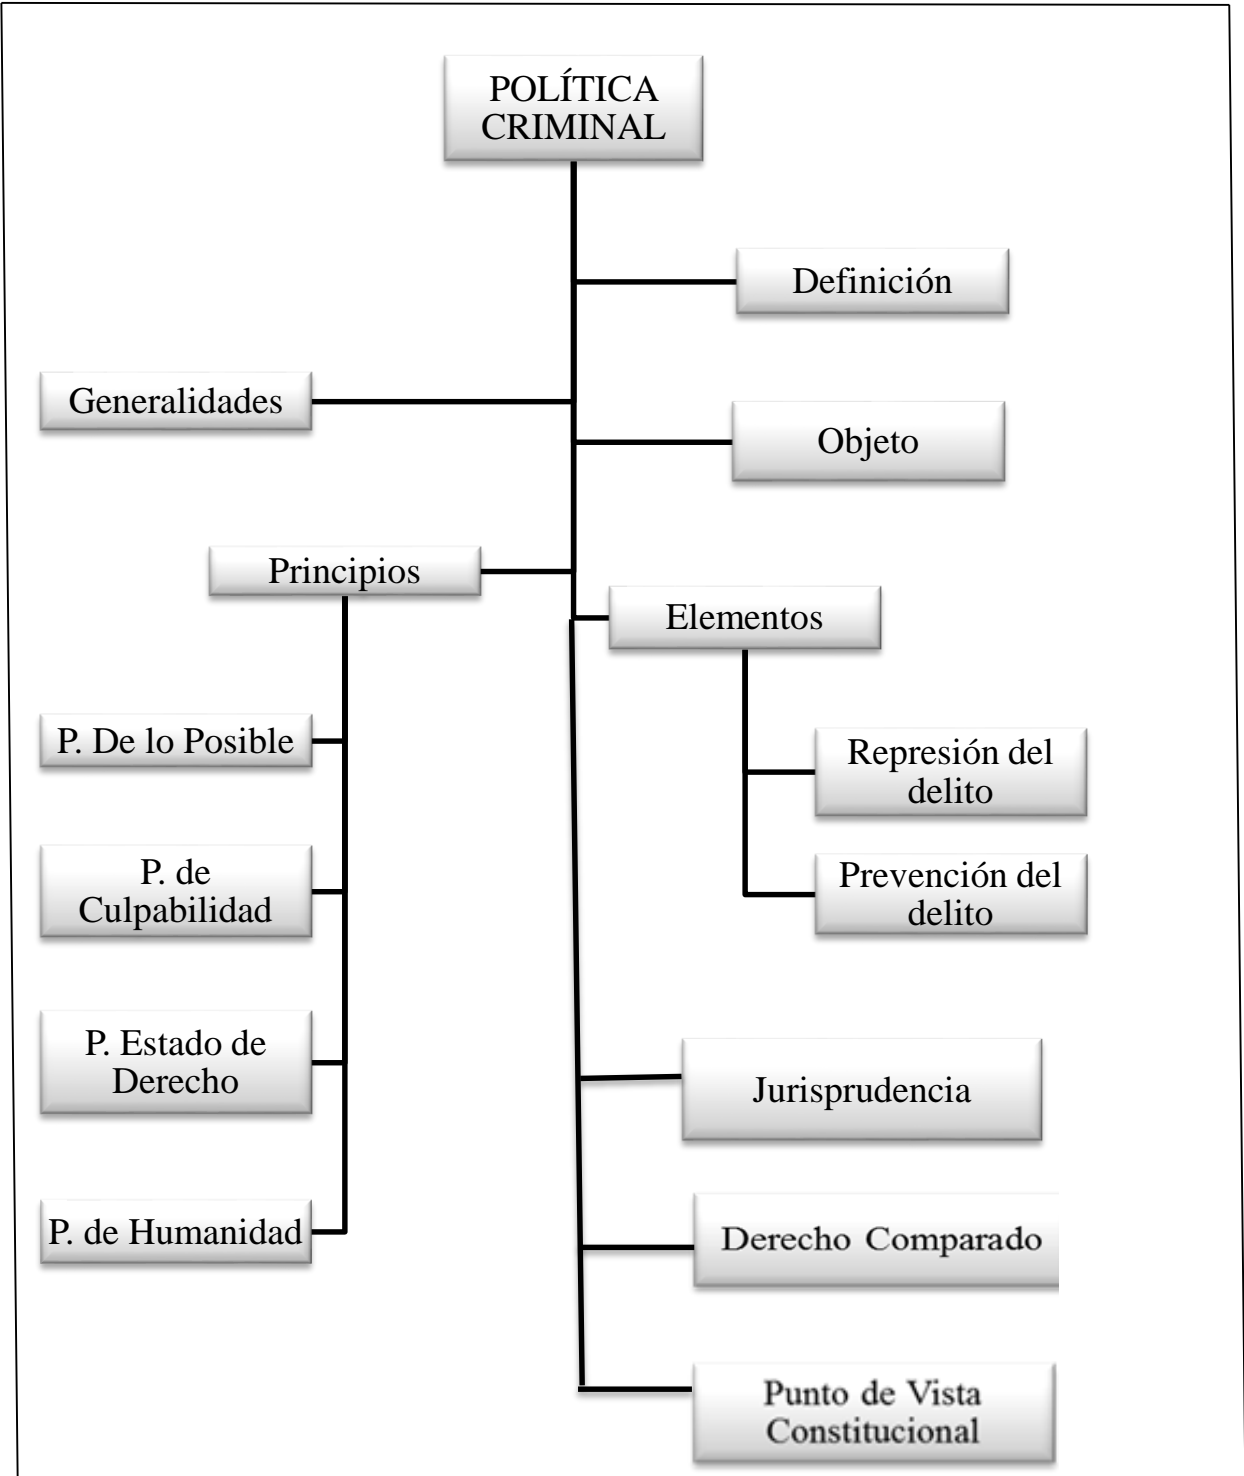 POLÍTICA
CRIMINAL
Definición
Generalidades
Objeto
Principios
Elementos
P. De lo Posible
Represión del
delito
P. de
Culpabilidad
Prevención del
delito
P. Estado de
Derecho
Jurisprudencia
P. de Humanidad
Derecho Comparado
Punto de Vista
Constitucional